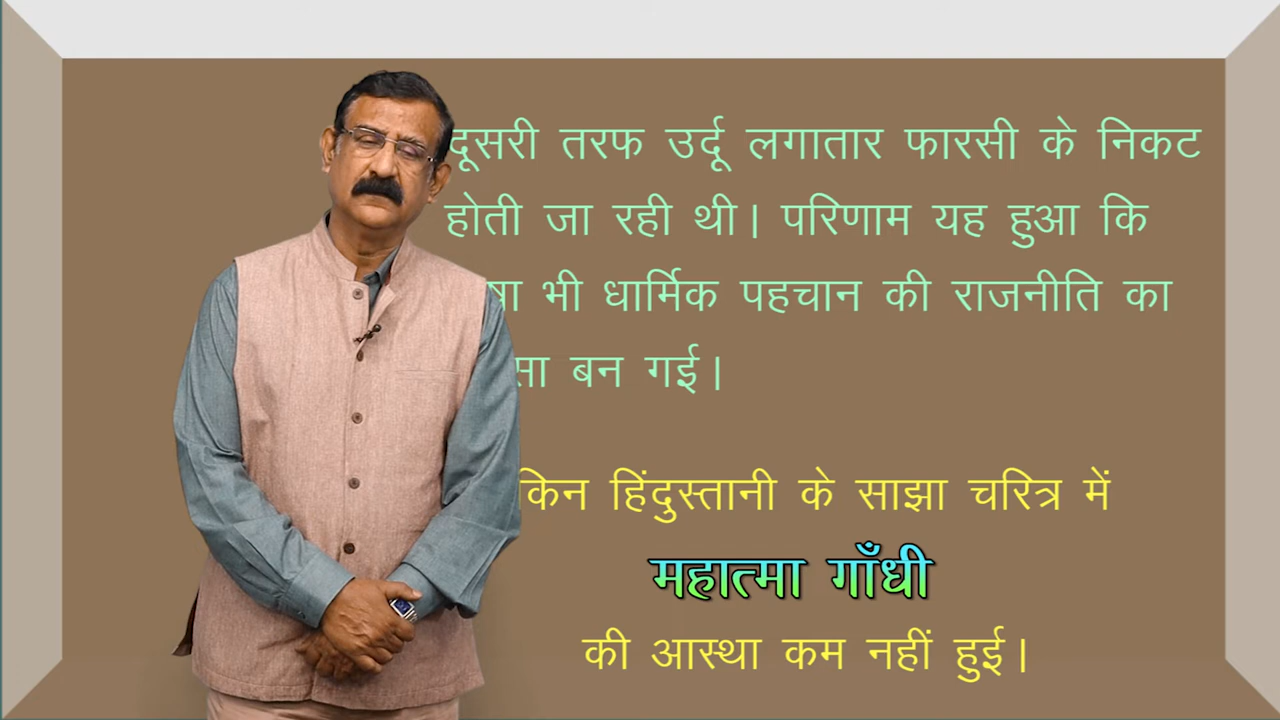 दूसरी तरफ उर्दू लगातार फारसी के निकट
होती जा रही थी। परिणाम यह हुआ कि
भी धार्मिक पहचान की राजनीति का
बन गई।
हिंदुस्तानी के साझा चरित्र में
महात्मा गाँधी
की आस्था कम नहीं हुई।